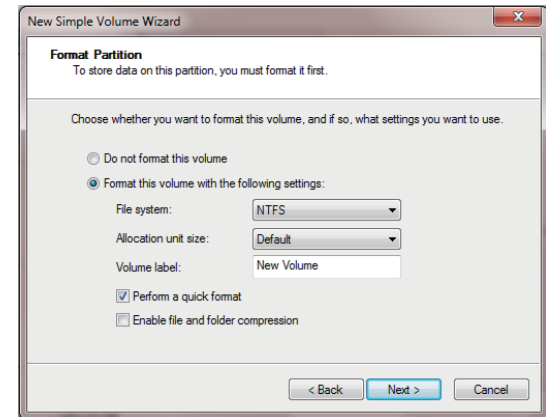 New Simple Volume Wizard
Format Partition
To store data on this partition, you must format it first.
Choose whether you want to format this volume, and if so, what settings you want to use.
Do not format this volume
Format this volume with the following settings:
File system: NTFS
Allocation unit size: Default
Volume label: New Volume
Perform a quick format
Enable file and folder compression
< Back Next > Cancel